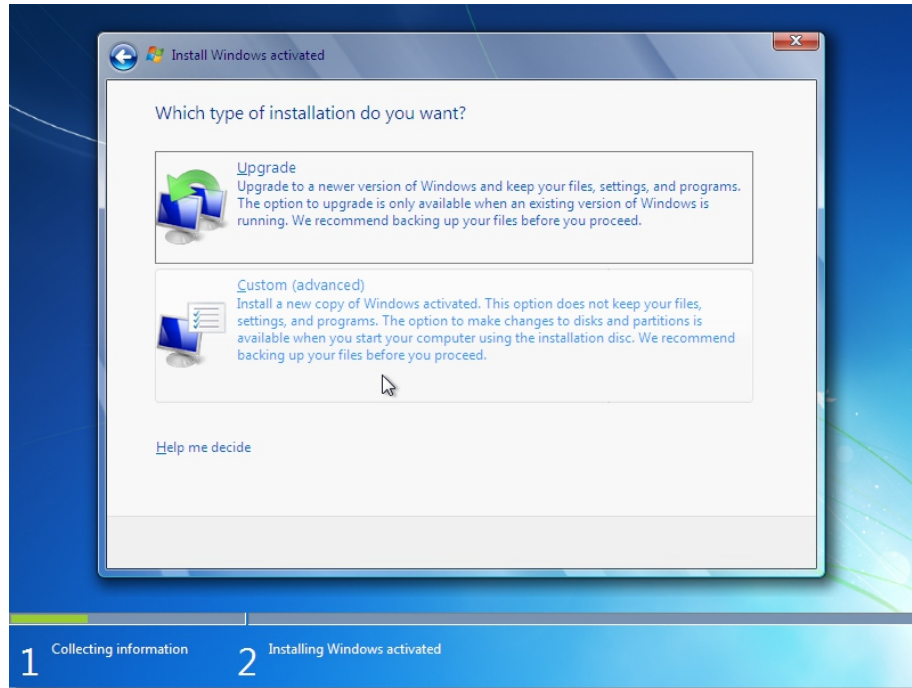 Install Windows activated
Which type of installation do you want?
Upgrade
Upgrade to a newer version of Windows and keep your files, settings, and programs.
The option to upgrade is only available when an existing version of Windows is
running. We recommend backing up your files before you proceed.
Custom (advanced)
Install a new copy of Windows activated. This option does not keep your files,
settings, and programs. The option to make changes to disks and partitions is
available when you start your computer using the installation disc. We recommend
backing up your files before you proceed.
Help me decide
1 Collecting information 2 Installing Windows activated